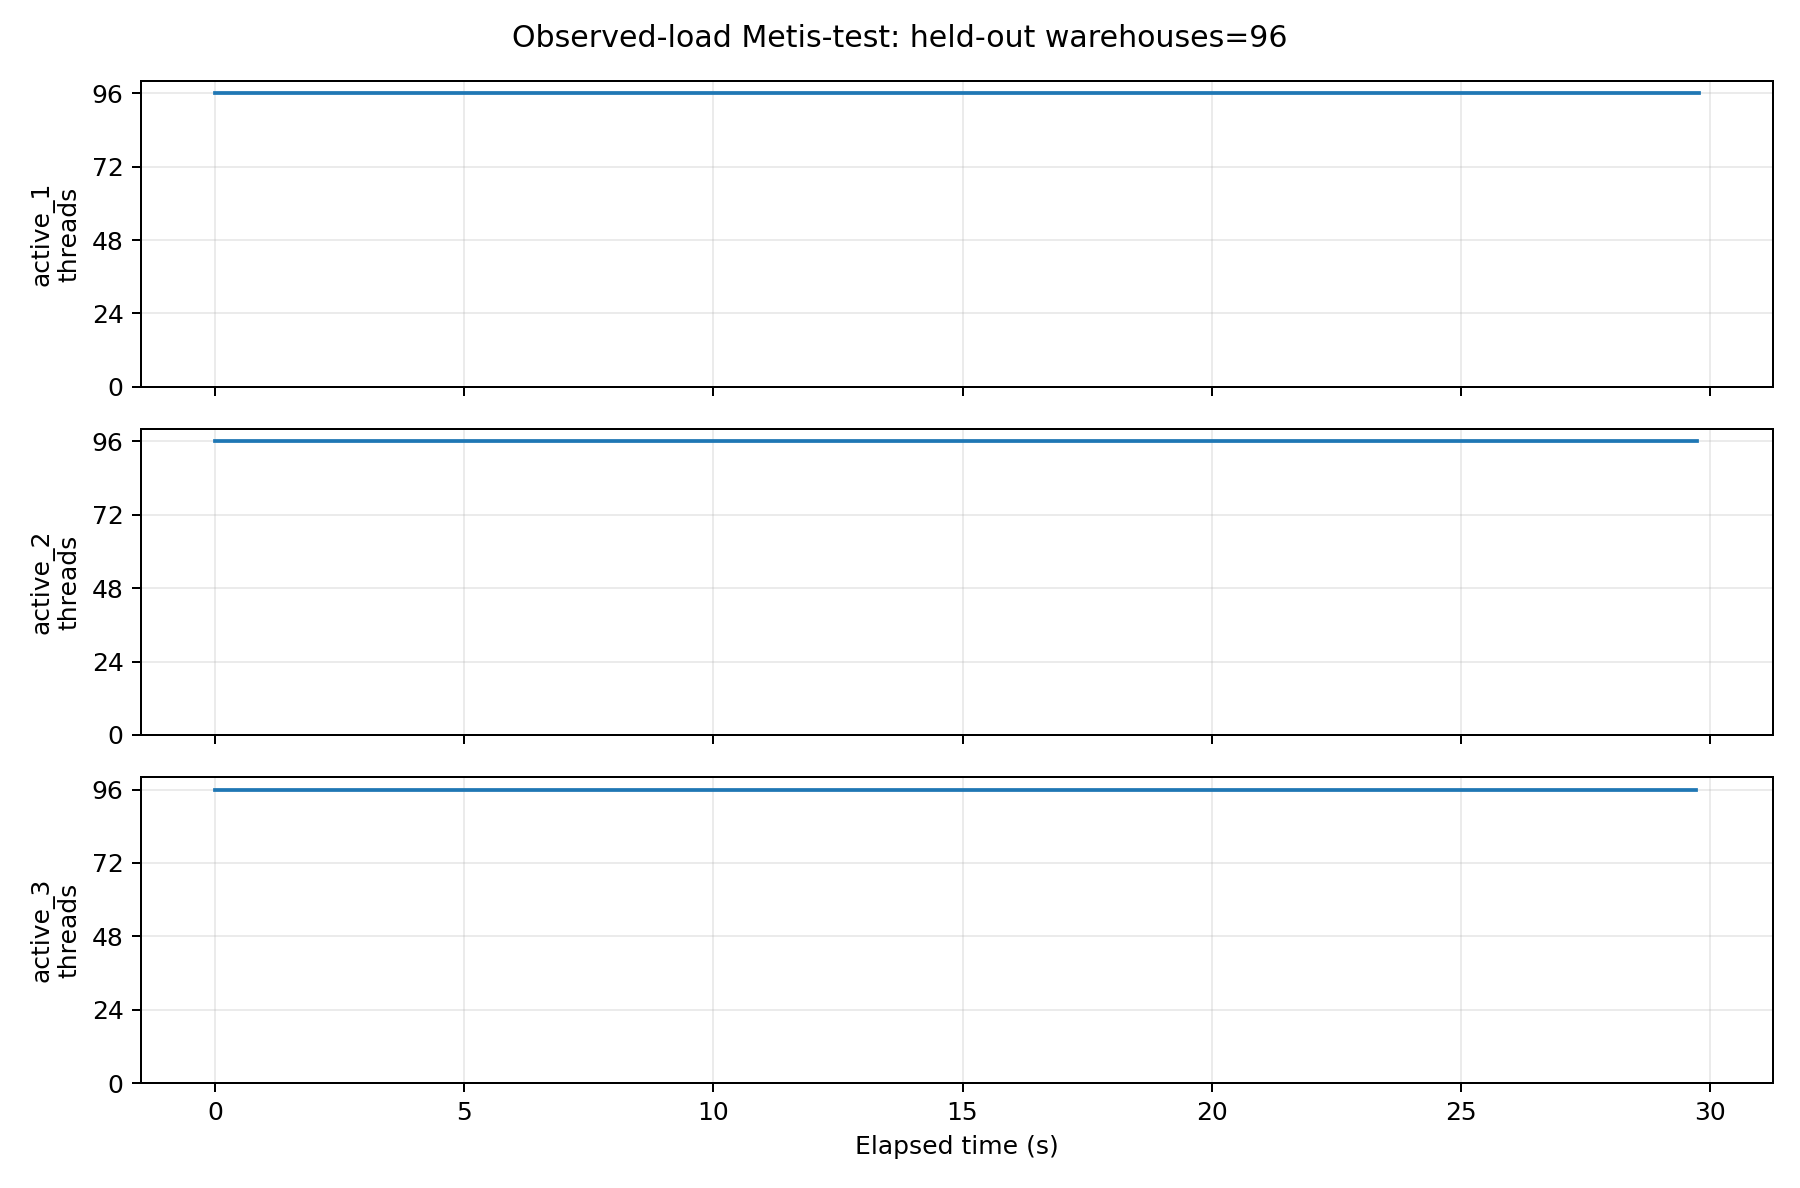 Observed-load Metis-test: held-out warehouses=96
96
72
48
24
0
active_1
threads
96
72
48
24
0
active_2
threads
96
72
48
24
0
active_3
threads
0 5 10 15 20 25 30
Elapsed time (s)